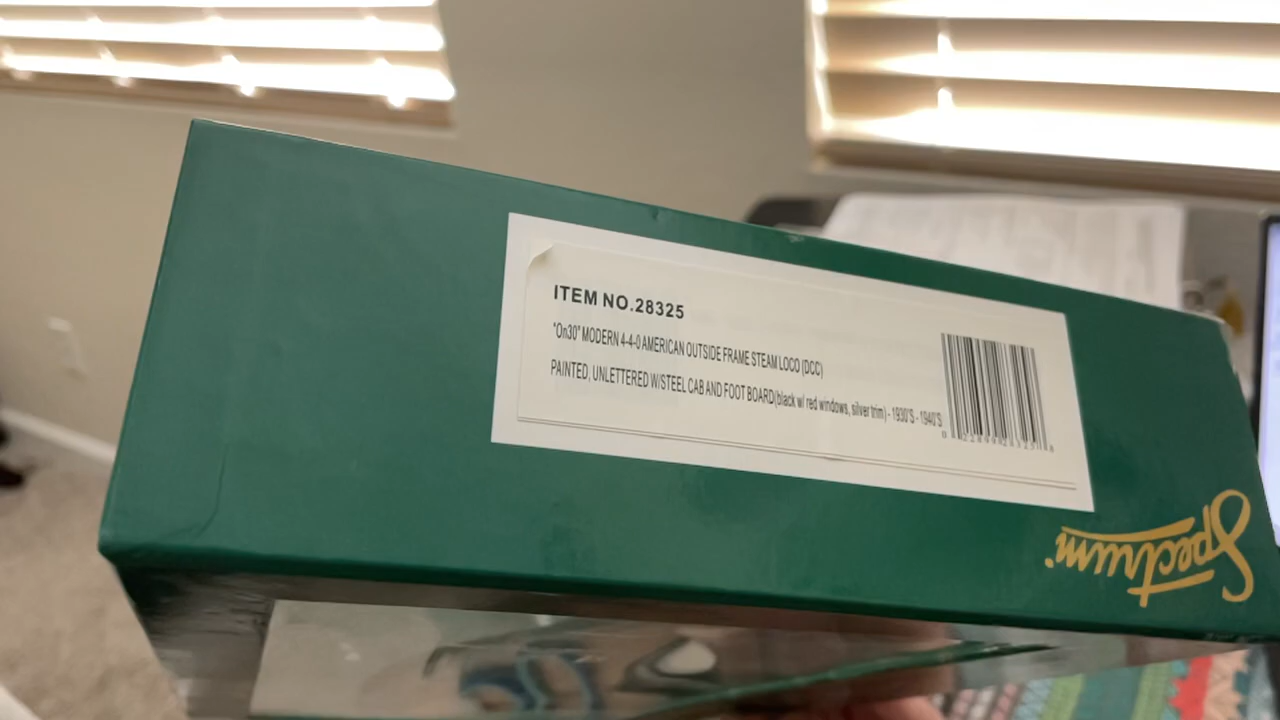 ITEM NO.28325
"On30" MODERN 4-4-0 AMERICAN OUTSIDE FRAME STEAM LOCO (DCC)
PAINTED, UNLETTERED W/STEEL CAB AND FOOT BOARD(black w/ red windows, silver trim) - 1930'S - 1940'S
Spectrum